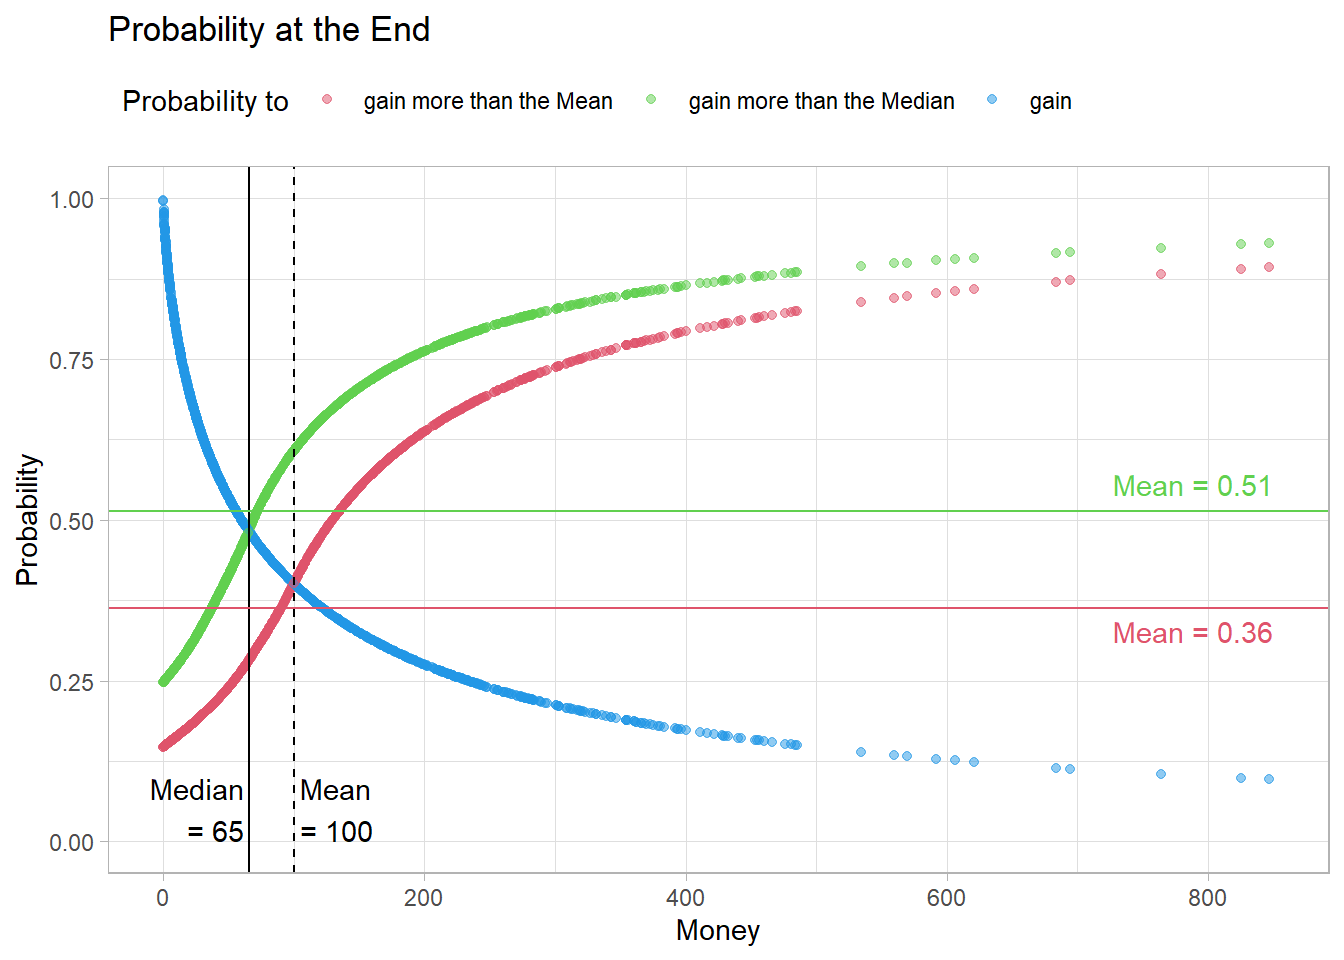 Probability at the End
Probability to gain more than the Mean gain more than the Median gain
1.00
0.75
0.50
0.25
0.00
Probability
Mean = 0.51
Mean = 0.36
Median
= 65
Mean
= 100
0 200 400 600 800
Money